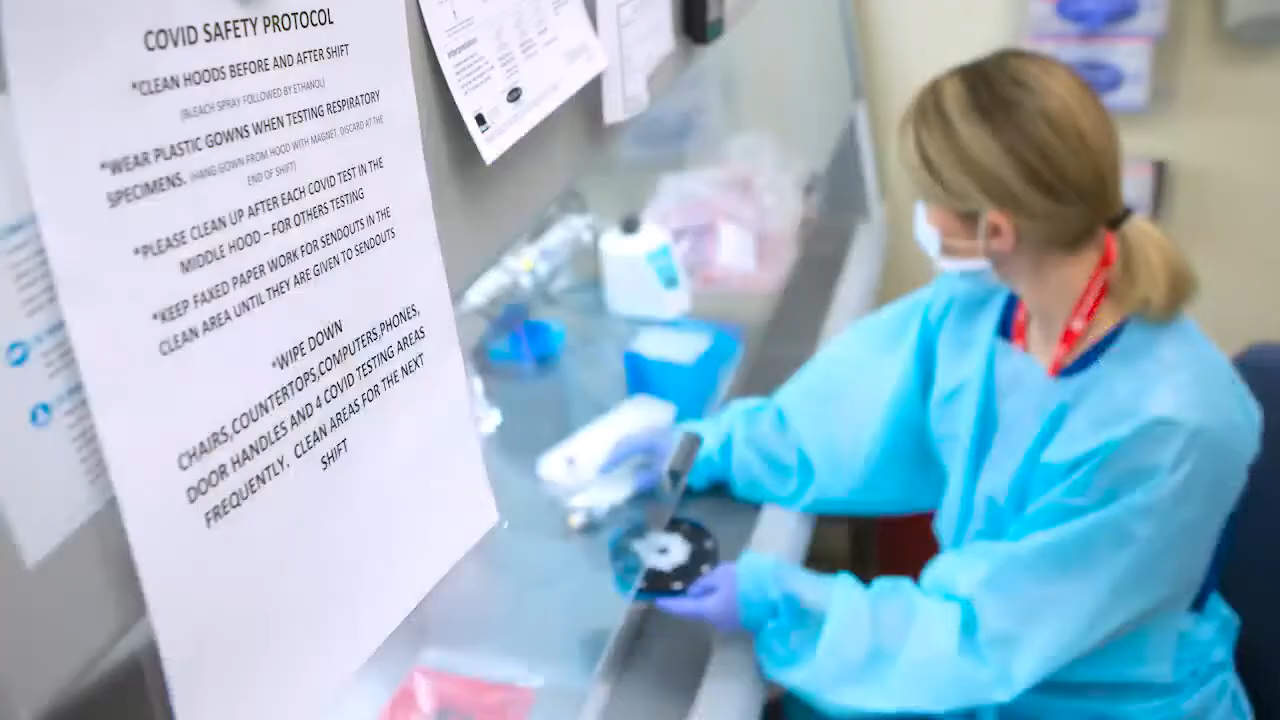 COVID SAFETY PROTOCOL
*CLEAN HOODS BEFORE AND AFTER SHIFT
(BLEACH SPRAY FOLLOWED BY ETHANOL)
*WEAR PLASTIC GOWNS WHEN TESTING RESPIRATORY
SPECIMENS. (HANG GOWN FROM HOOD WITH MAGNET, DISCARD AT THE
END OF SHIFT)
*PLEASE CLEAN UP AFTER EACH COVID TEST IN THE
MIDDLE HOOD – FOR OTHERS TESTING
*KEEP FAXED PAPER WORK FOR SENDOUTS IN THE
CLEAN AREA UNTIL THEY ARE GIVEN TO SENDOUTS
*WIPE DOWN
CHAIRS,COUNTERTOPS,COMPUTERS,PHONES,
DOOR HANDLES AND 4 COVID TESTING AREAS
FREQUENTLY. CLEAN AREAS FOR THE NEXT
SHIFT
Interpretation